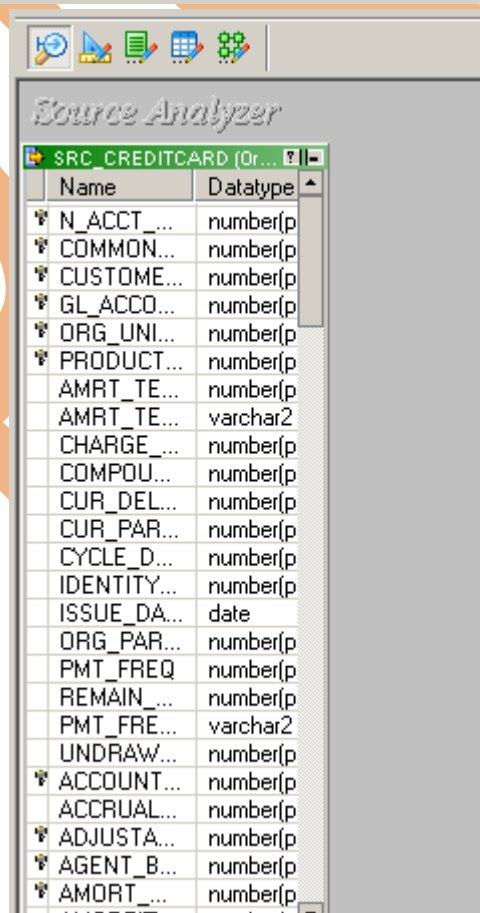 Source Analyzer
SRC_CREDITCARD (Or...
Name Datatype
N_ACCT_... number(p
COMMON... number(p
CUSTOME... number(p
GL_ACCO... number(p
ORG_UNI... number(p
PRODUCT... number(p
AMRT_TE... number(p
AMRT_TE... varchar2
CHARGE_... number(p
COMPOU... number(p
CUR_DEL... number(p
CUR_PAR... number(p
CYCLE_D... number(p
IDENTITY... number(p
ISSUE_DA... date
ORG_PAR... number(p
PMT_FREQ number(p
REMAIN_... number(p
PMT_FRE... varchar2
UNDRAW... number(p
ACCOUNT... number(p
ACCRUAL... number(p
ADJUSTA... number(p
AGENT_B... number(p
AMORT_... number(p